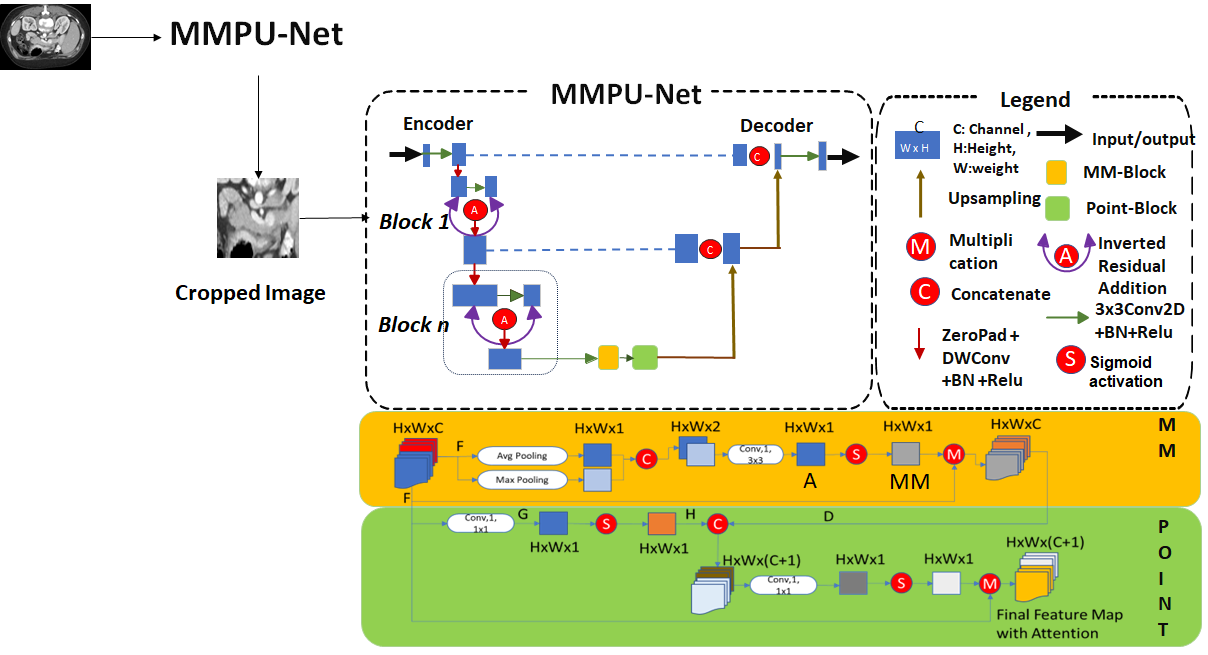 MMPU-Net
Cropped Image
MMPU-Net
Encoder
Decoder
C
C
A
Block 1
C
Block n
A
Legend
C
W x H
C: Channel ,
H:Height,
W:weight
Input/output
MM-Block
Upsampling
Point-Block
M
Multipli
cation
A
Inverted
Residual
Addition
C
Concatenate
3x3Conv2D
+BN+Relu
ZeroPad +
DWConv
+BN +Relu
S
Sigmoid
activation
M
M
HxWxC
F
Avg Pooling
Max Pooling
HxWx1
C
HxWx2
Conv,1,
3x3
HxWx1
A
S
HxWx1
MM
M
HxWxC
F
P
O
I
N
T
Conv,1,
1x1
G
HxWx1
S
HxWx1
H
C
D
HxWx(C+1)
Conv,1,
1x1
HxWx1
S
HxWx1
M
HxWx(C+1)
Final Feature Map
with Attention